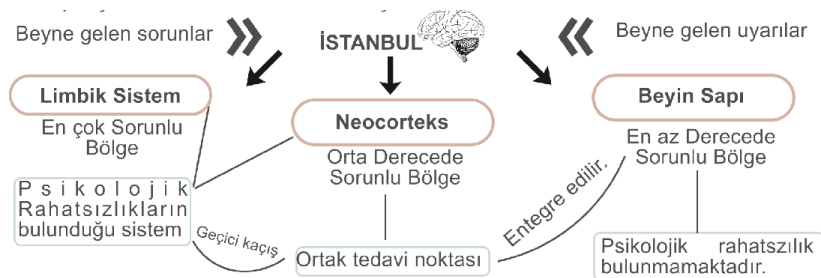 Beyne gelen sorunlar
İSTANBUL
Beyne gelen uyarılar
Limbik Sistem
En çok Sorunlu
Bölge
Neocorteks
Orta Derecede
Sorunlu Bölge
Beyin Sapı
En az Derecede
Sorunlu Bölge
Psikolojik
Rahatsızlıkların
bulunduğu sistem
Geçici kaçış
Ortak tedavi noktası
Entegre edilir.
Psikolojik rahatszılık
bulunmamaktadır.